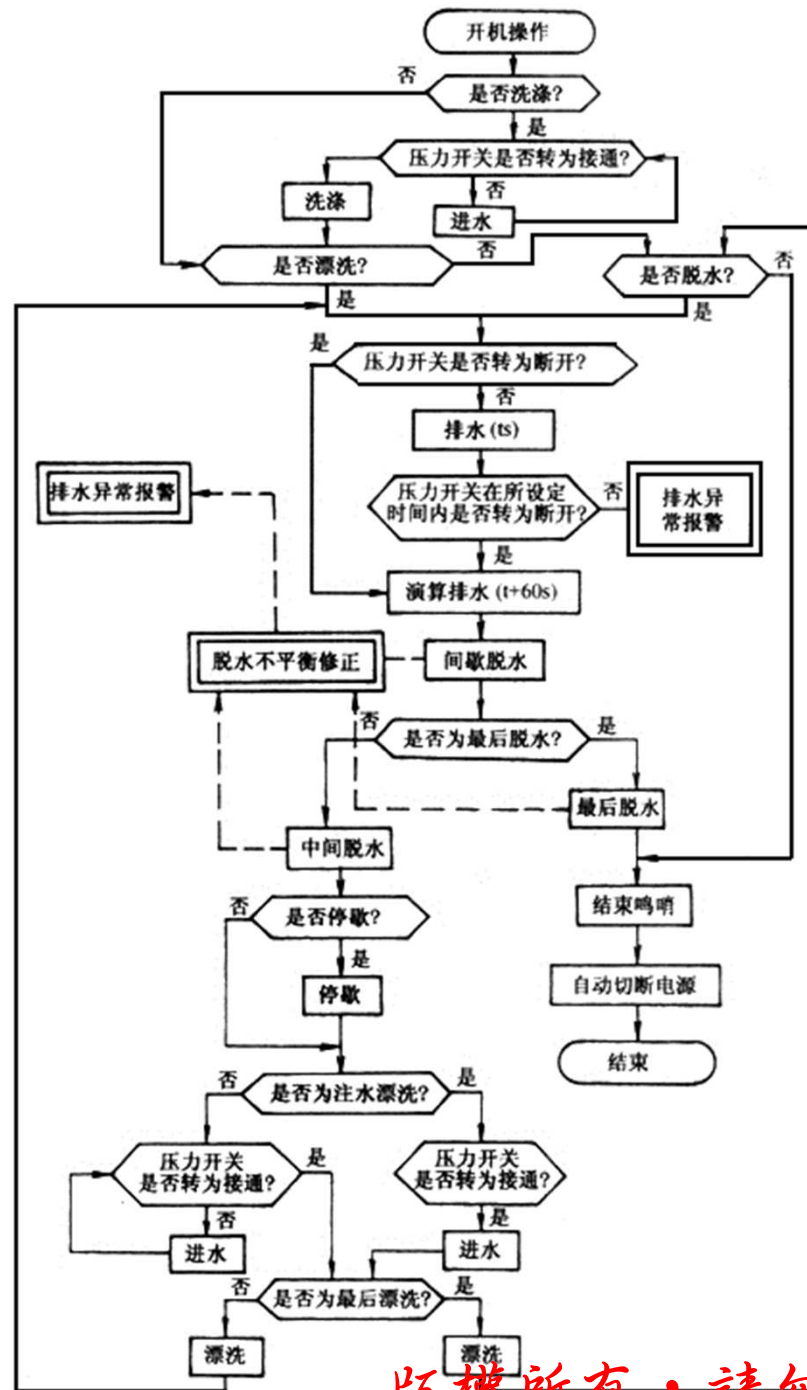 开机操作
否
是否洗涤?
是
压力开关是否转为接通?
洗涤
否
进水
是否漂洗?
否
是否脱水?
否
是
是
是
压力开关是否转为断开?
否
排水(ts)
排水异常报警
压力开关在所设定
时间内是否转为断开?
否
排水异
常报警
是
演算排水(t+60s)
脱水不平衡修正
间歇脱水
否
是否为最后脱水?
是
最后脱水
中间脱水
否
是否停歇?
结束鸣哨
是
停歇
自动切断电源
结束
否
是否为注水漂洗?
是
压力开关
是否转为接通?
是
压力开关
是否转为接通?
否
进水
是
进水
否
是否为最后漂洗?
是
漂洗
漂洗